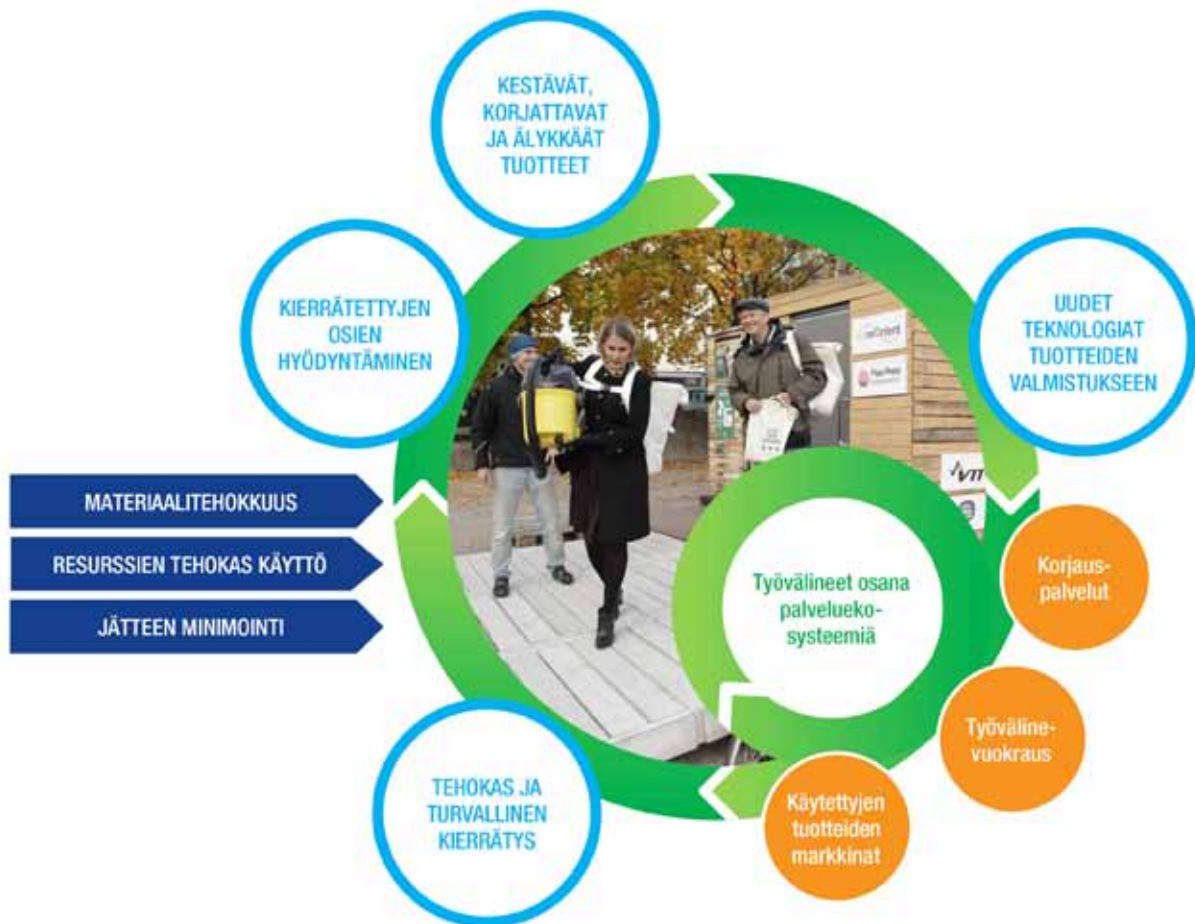 KESTÄVÄT,
KORJATTAVAT
JA ÄLYKKÄÄT
TUOTTEET
KIERRÄTETTYJEN
OSIEN
HYÖDYNTÄMINEN
UUDET
TEKNOLOGIAT
TUOTTEIDEN
VALMISTUKSEEN
MATERIAALITEHOKKUUS
RESURSSIEN TEHOKAS KÄYTTÖ
JÄTTEEN MINIMOINTI
VTT
Työvälineet osana
palvelueko-
systeemiä
Korjaus-
palvelut
Työväline-
vuokraus
Käytettyjen
tuotteiden
markkinat
TEHOKAS JA
TURVALLINEN
KIERRÄTYS